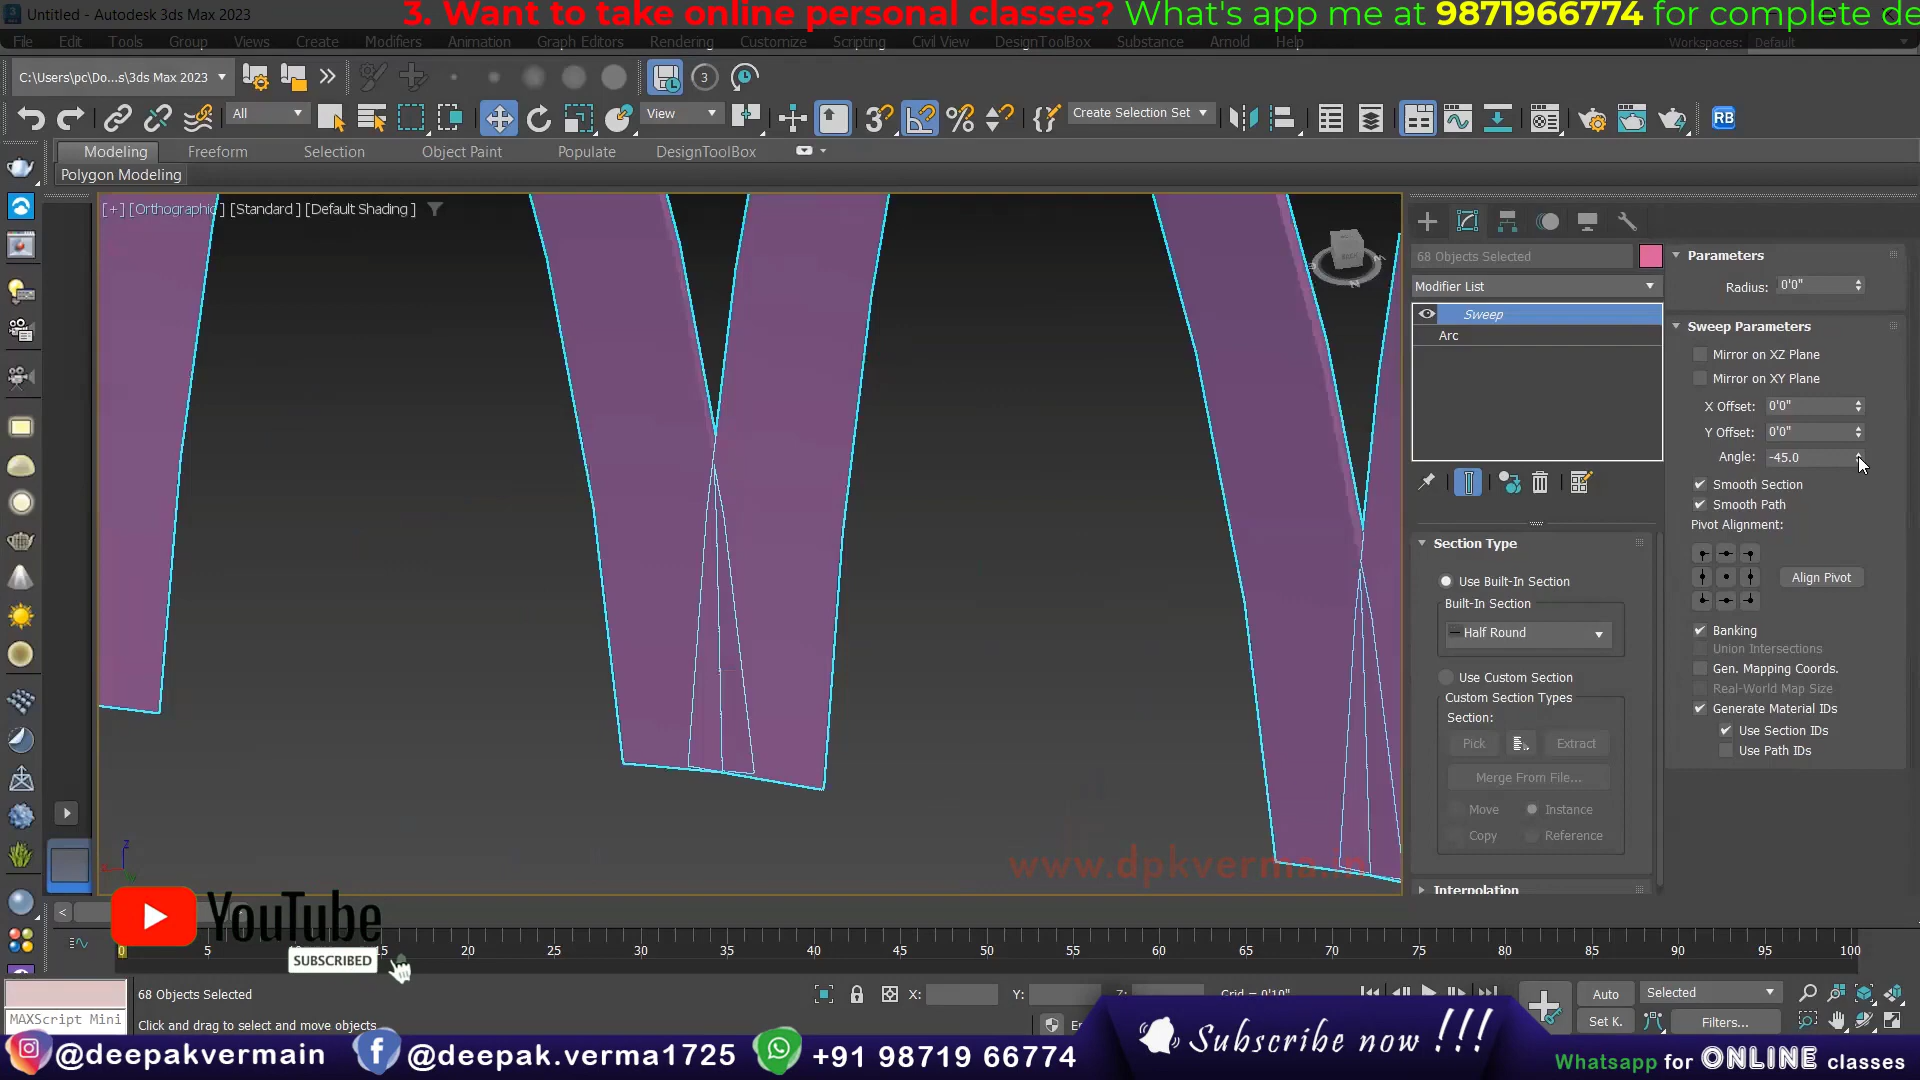 Untitled - Autodesk 3ds Max 2023
3. Want to take online personal classes? What's app me at 9871966774 for complete de
File Edit Tools Group Views Create Modifiers Animation Graph Editors Rendering Customize Scripting Civil View DesignToolBox Substance Arnold Help
Workspaces: Default
C:\Users\pc\Do...s\3ds Max 2023
3
All
View
Create Selection Set
RB
Modeling Freeform Selection Object Paint Populate DesignToolBox
Polygon Modeling
[+] [Orthographic] [Standard] [Default Shading]
68 Objects Selected
Modifier List
Sweep
Arc
Section Type
Use Built-In Section
Built-In Section
Half Round
Use Custom Section
Custom Section Types
Section:
Pick Extract
Merge From File...
Move Instance
Copy Reference
Interpolation
Parameters
Radius: 0'0"
Sweep Parameters
Mirror on XZ Plane
Mirror on XY Plane
X Offset: 0'0"
Y Offset: 0'0"
Angle: -45.0
Smooth Section
Smooth Path
Pivot Alignment:
Align Pivot
Banking
Union Intersections
Gen. Mapping Coords.
Real-World Map Size
Generate Material IDs
Use Section IDs
Use Path IDs
www.dpkverma.in
YouTube
SUBSCRIBED
0 5 15 20 25 30 35 40 45 50 55 60 65 70 75 80 85 90 95 100
68 Objects Selected
X: Y: Z: Grid = 0'10"
Auto Selected
MAXScript Mini
Click and drag to select and move objects
Set K. Filters...
@deepakvermain @deepak.verma1725 +91 98719 66774
Subscribe now !!!
Whatsapp for ONLINE classes